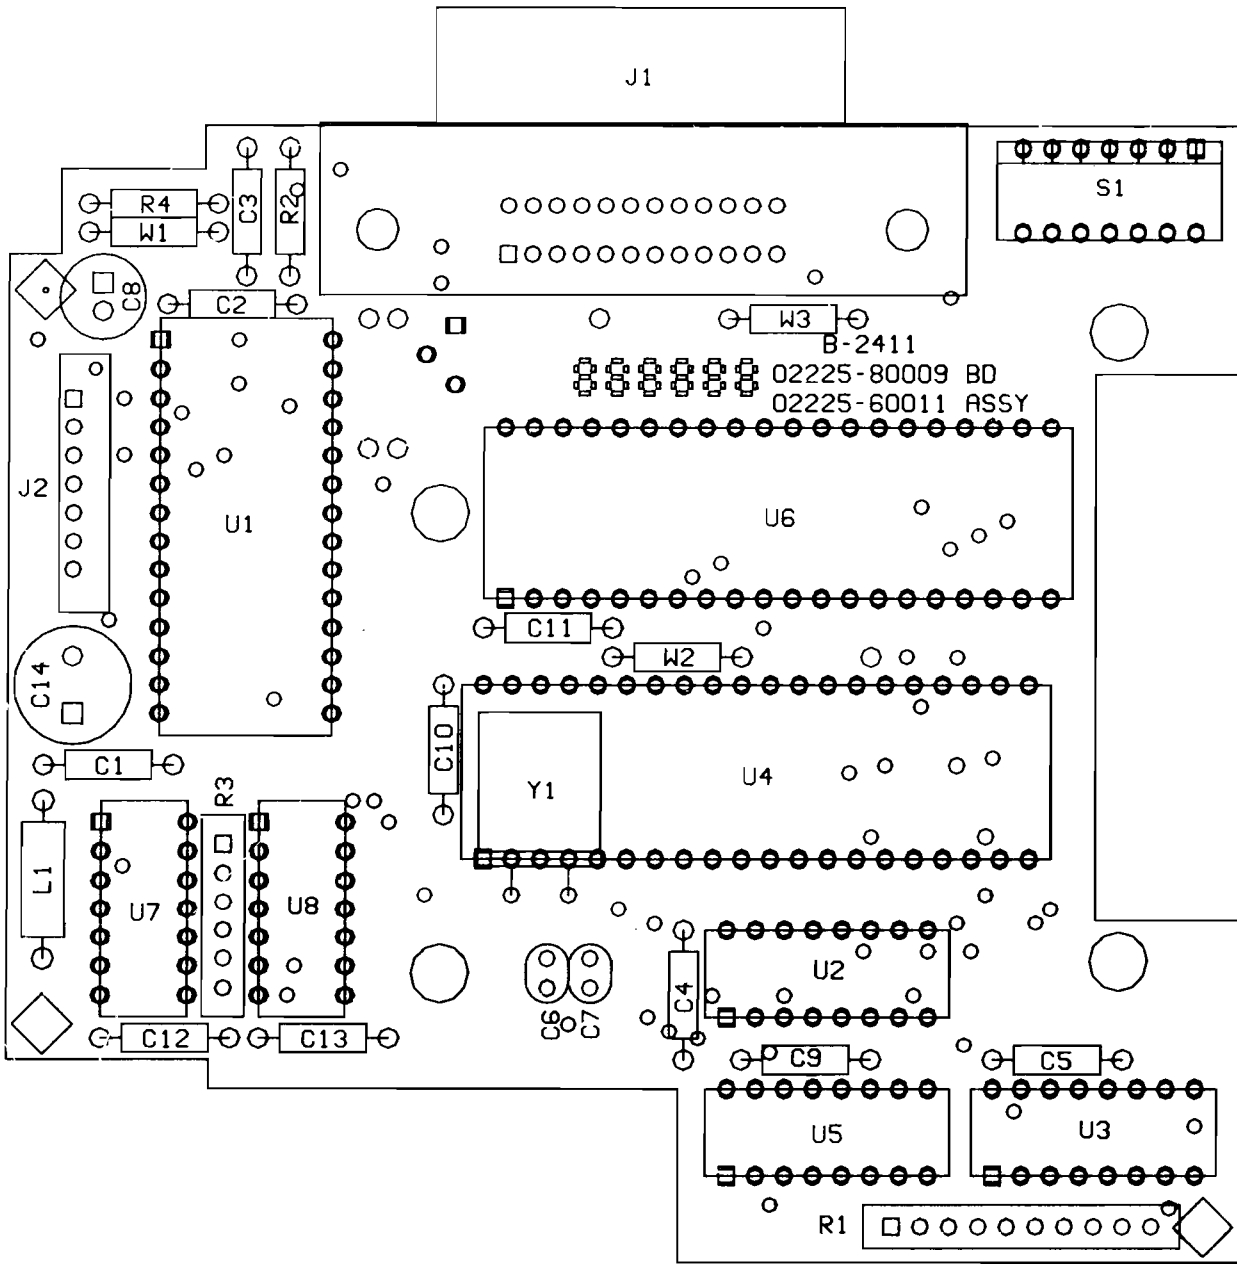 J1
S1
R4
W1
C3
R2
C8
C2
W3
B-2411
02225-80009 BD
02225-60011 ASSY
J2
U1
U6
C11
W2
C14
C10
C1
Y1
U4
R3
L1
U7
U8
U2
C4
C6
C7
C12
C13
C9
C5
U5
U3
R1